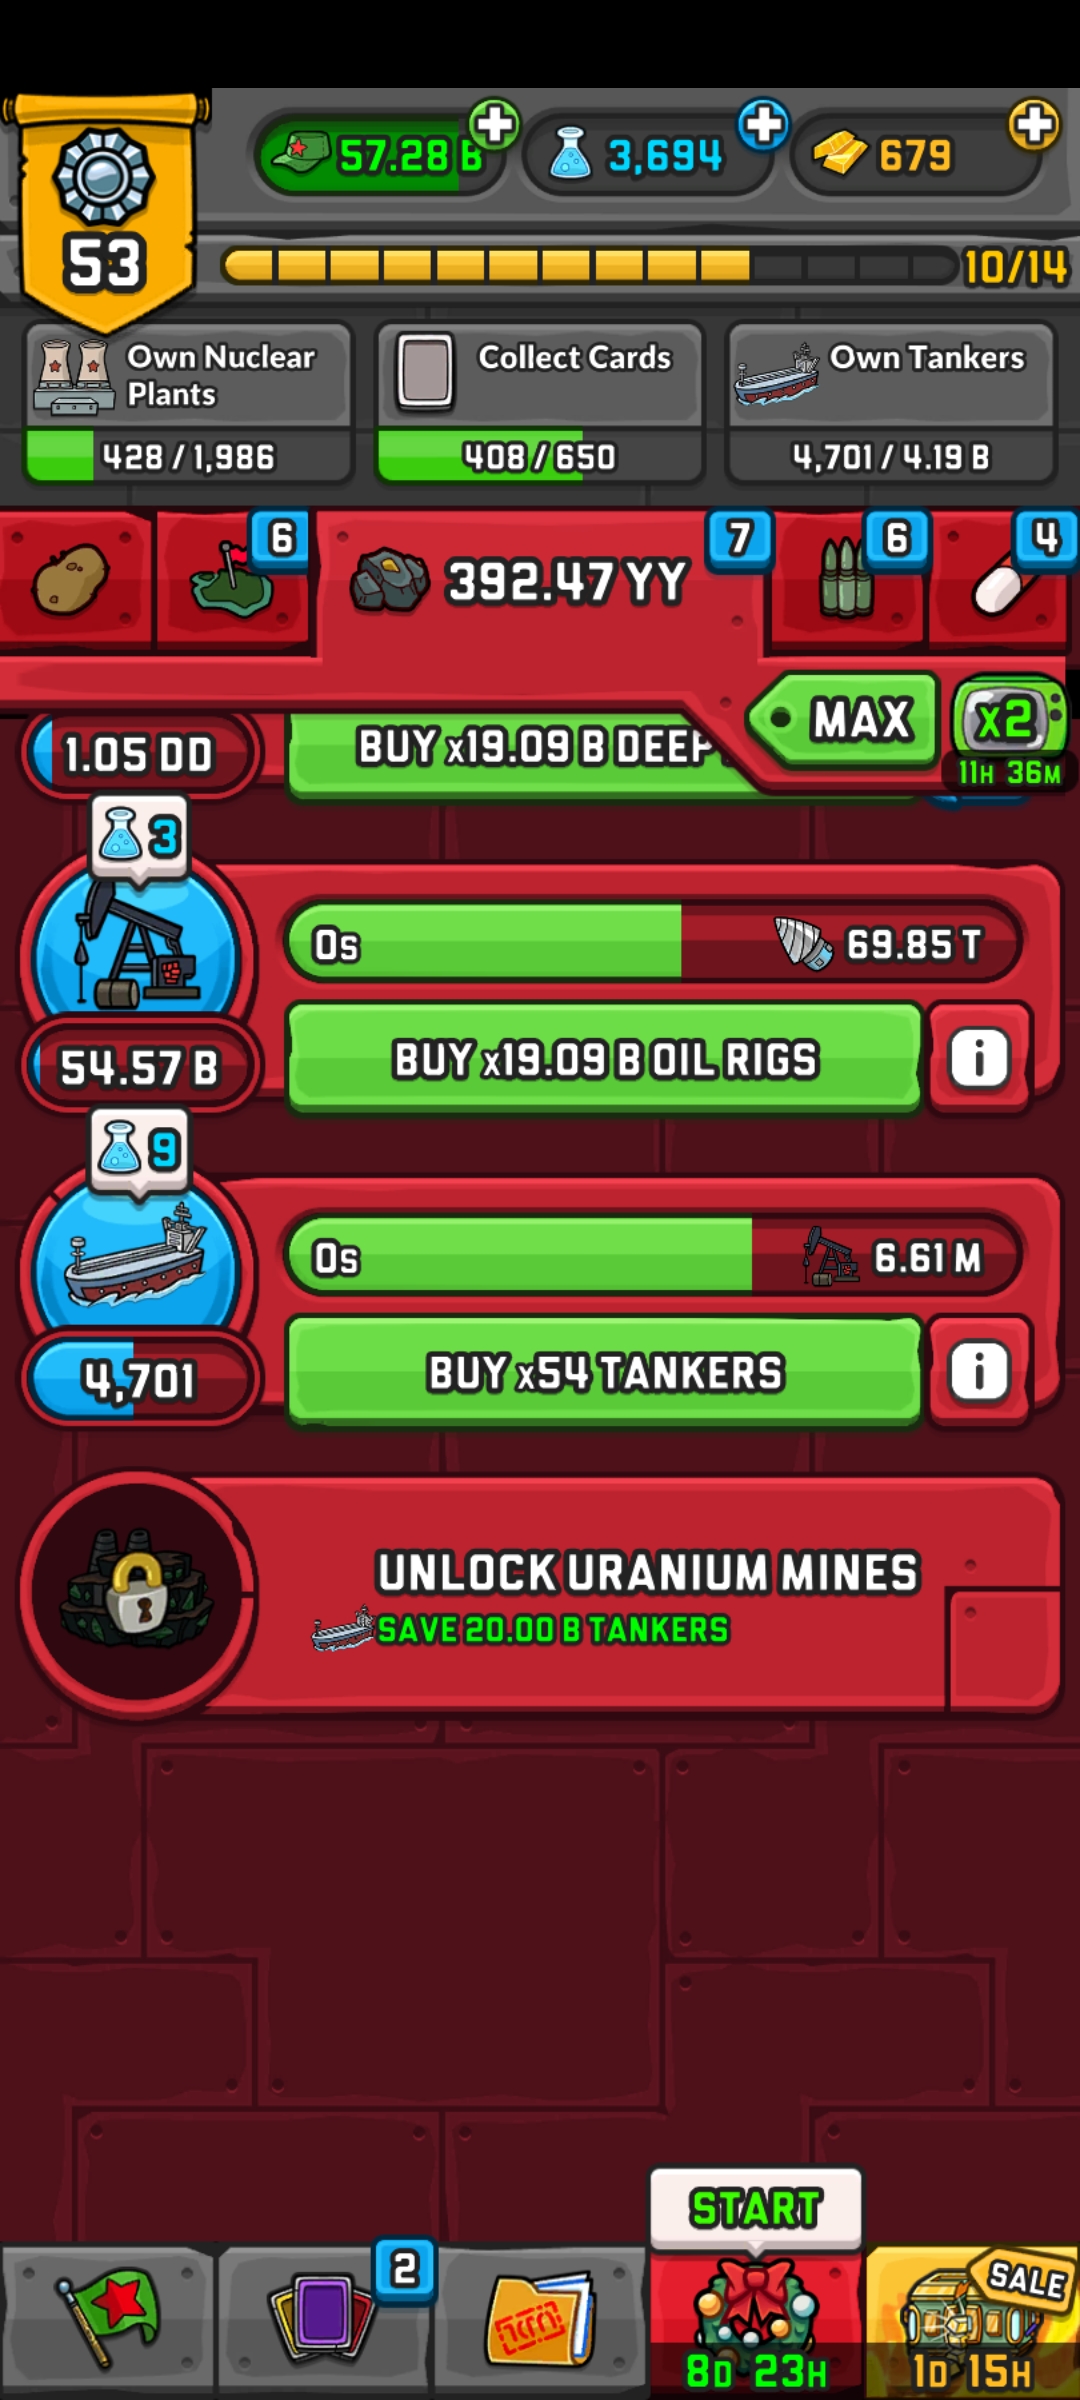 57.28 B
3,694
679
53
10/14
Own Nuclear
Plants
428 / 1,986
Collect Cards
408 / 650
Own Tankers
4,701 / 4.19 B
6
392.47 YY
7
6
4
MAX
x2
11H 36M
1.05 DD
BUY x19.09 B DEEP
3
0s
69.85 T
54.57 B
BUY x19.09 B OIL RIGS
i
9
0s
6.61 M
4,701
BUY x54 TANKERS
i
UNLOCK URANIUM MINES
SAVE 20.00 B TANKERS
START
2
SALE
8D 23H
1D 15H